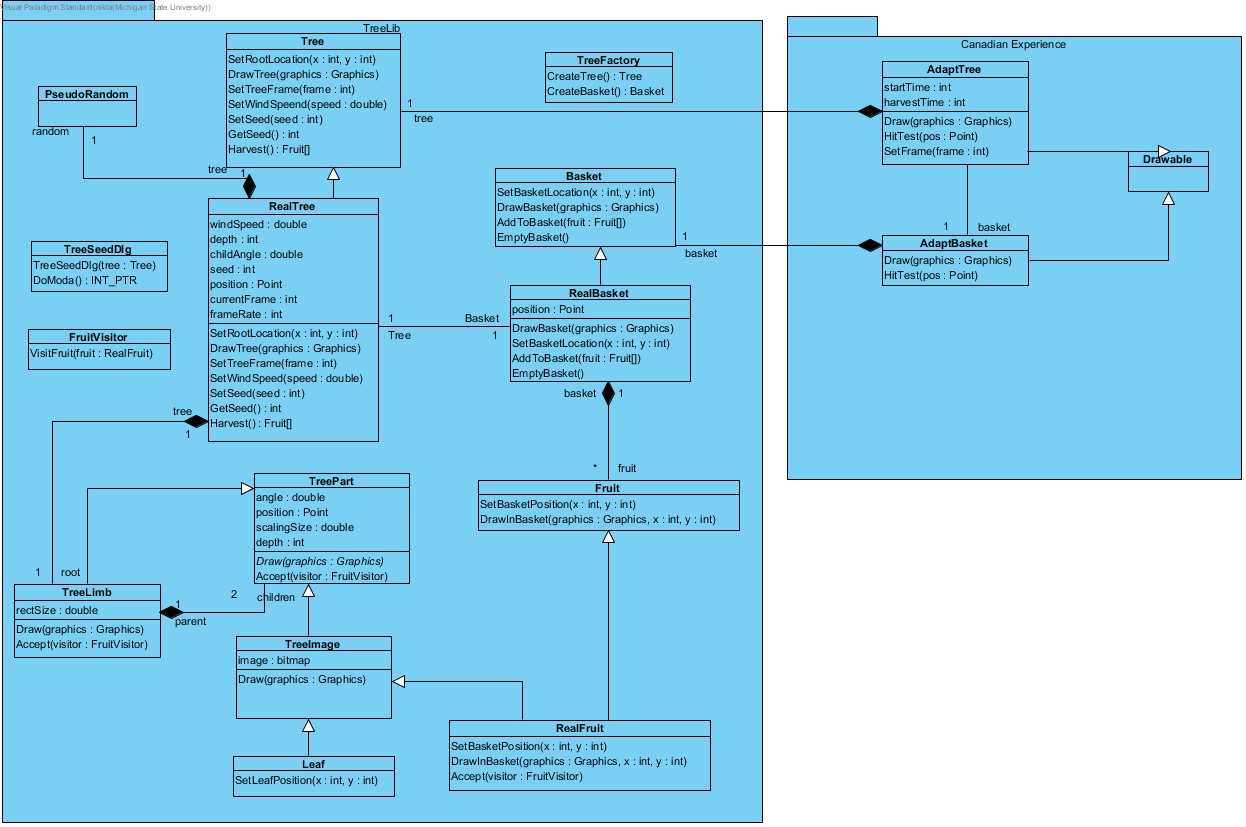 Visual Paradigm Standard(nikla(Michigan State University))
TreeLib
Tree
SetRootLocation(x : int, y : int)
DrawTree(graphics : Graphics)
SetTreeFrame(frame : int)
SetWindSpeend(speed : double)
SetSeed(seed : int)
GetSeed() : int
Harvest() : Fruit[]
TreeFactory
CreateTree() : Tree
CreateBasket() : Basket
PseudoRandom
random
1
tree
1
1
tree
Canadian Experience
AdaptTree
startTime : int
harvestTime : int
Draw(graphics : Graphics)
HitTest(pos : Point)
SetFrame(frame : int)
Drawable
1
basket
AdaptBasket
Draw(graphics : Graphics)
HitTest(pos : Point)
Basket
SetBasketLocation(x : int, y : int)
DrawBasket(graphics : Graphics)
AddToBasket(fruit : Fruit[])
EmptyBasket()
1
basket
RealTree
windSpeed : double
depth : int
childAngle : double
seed : int
position : Point
currentFrame : int
frameRate : int
SetRootLocation(x : int, y : int)
DrawTree(graphics : Graphics)
SetTreeFrame(frame : int)
SetWindSpeed(speed : double)
SetSeed(seed : int)
GetSeed() : int
Harvest() : Fruit[]
TreeSeedDlg
TreeSeedDlg(tree : Tree)
DoModa() : INT_PTR
FruitVisitor
VisitFruit(fruit : RealFruit)
1
Tree
Basket
1
RealBasket
position : Point
DrawBasket(graphics : Graphics)
SetBasketLocation(x : int, y : int)
AddToBasket(fruit : Fruit[])
EmptyBasket()
basket
1
*
fruit
tree
1
TreePart
angle : double
position : Point
scalingSize : double
depth : int
Draw(graphics : Graphics)
Accept(visitor : FruitVisitor)
Fruit
SetBasketPosition(x : int, y : int)
DrawInBasket(graphics : Graphics, x : int, y : int)
1
root
TreeLimb
rectSize : double
Draw(graphics : Graphics)
Accept(visitor : FruitVisitor)
1
parent
2
children
TreeImage
image : bitmap
Draw(graphics : Graphics)
RealFruit
SetBasketPosition(x : int, y : int)
DrawInBasket(graphics : Graphics, x : int, y : int)
Accept(visitor : FruitVisitor)
Leaf
SetLeafPosition(x : int, y : int)